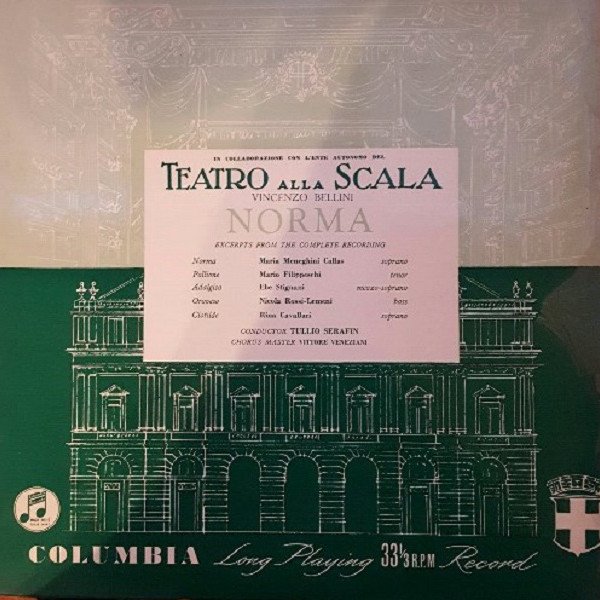 IN COLLABORAZIONE CON L'ENTE AUTONOMO DEL
TEATRO ALLA SCALA
VINCENZO BELLINI
NORMA
EXCERPTS FROM THE COMPLETE RECORDING
Norma Maria Meneghini Callas soprano
Pollione Mario Filippeschi tenor
Adalgisa Ebe Stignani mezzo-soprano
Oroveso Nicola Rossi-Lemeni bass
Clotilde Rina Cavallari soprano
CONDUCTOR TULLIO SERAFIN
CHORUS MASTER VITTORE VENEZIANI
COLUMBIA Long Playing 33⅓ R.P.M. Record